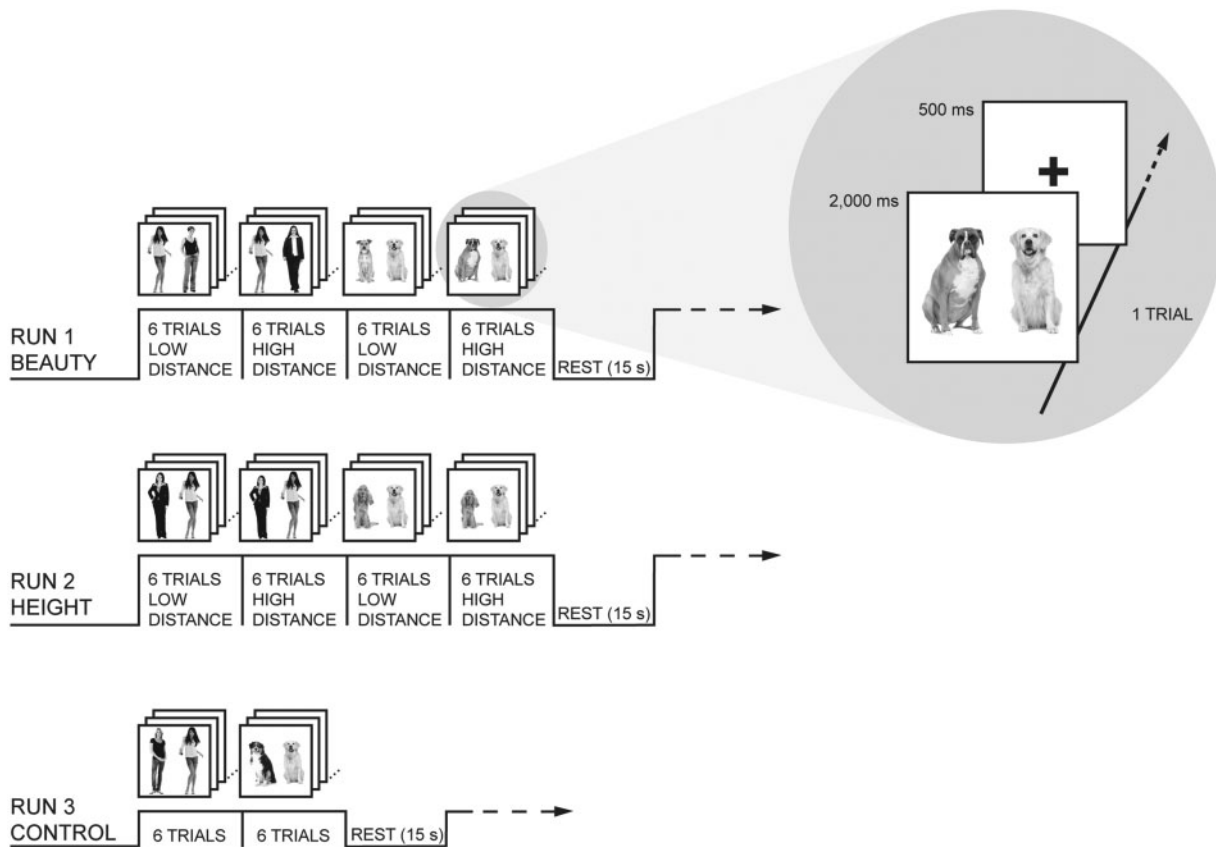 500 ms
2,000 ms
1 TRIAL
RUN 1
BEAUTY
6 TRIALS
LOW
DISTANCE
6 TRIALS
HIGH
DISTANCE
6 TRIALS
LOW
DISTANCE
6 TRIALS
HIGH
DISTANCE
REST (15 s)
RUN 2
HEIGHT
6 TRIALS
LOW
DISTANCE
6 TRIALS
HIGH
DISTANCE
6 TRIALS
LOW
DISTANCE
6 TRIALS
HIGH
DISTANCE
REST (15 s)
RUN 3
CONTROL
6 TRIALS
6 TRIALS
REST (15 s)